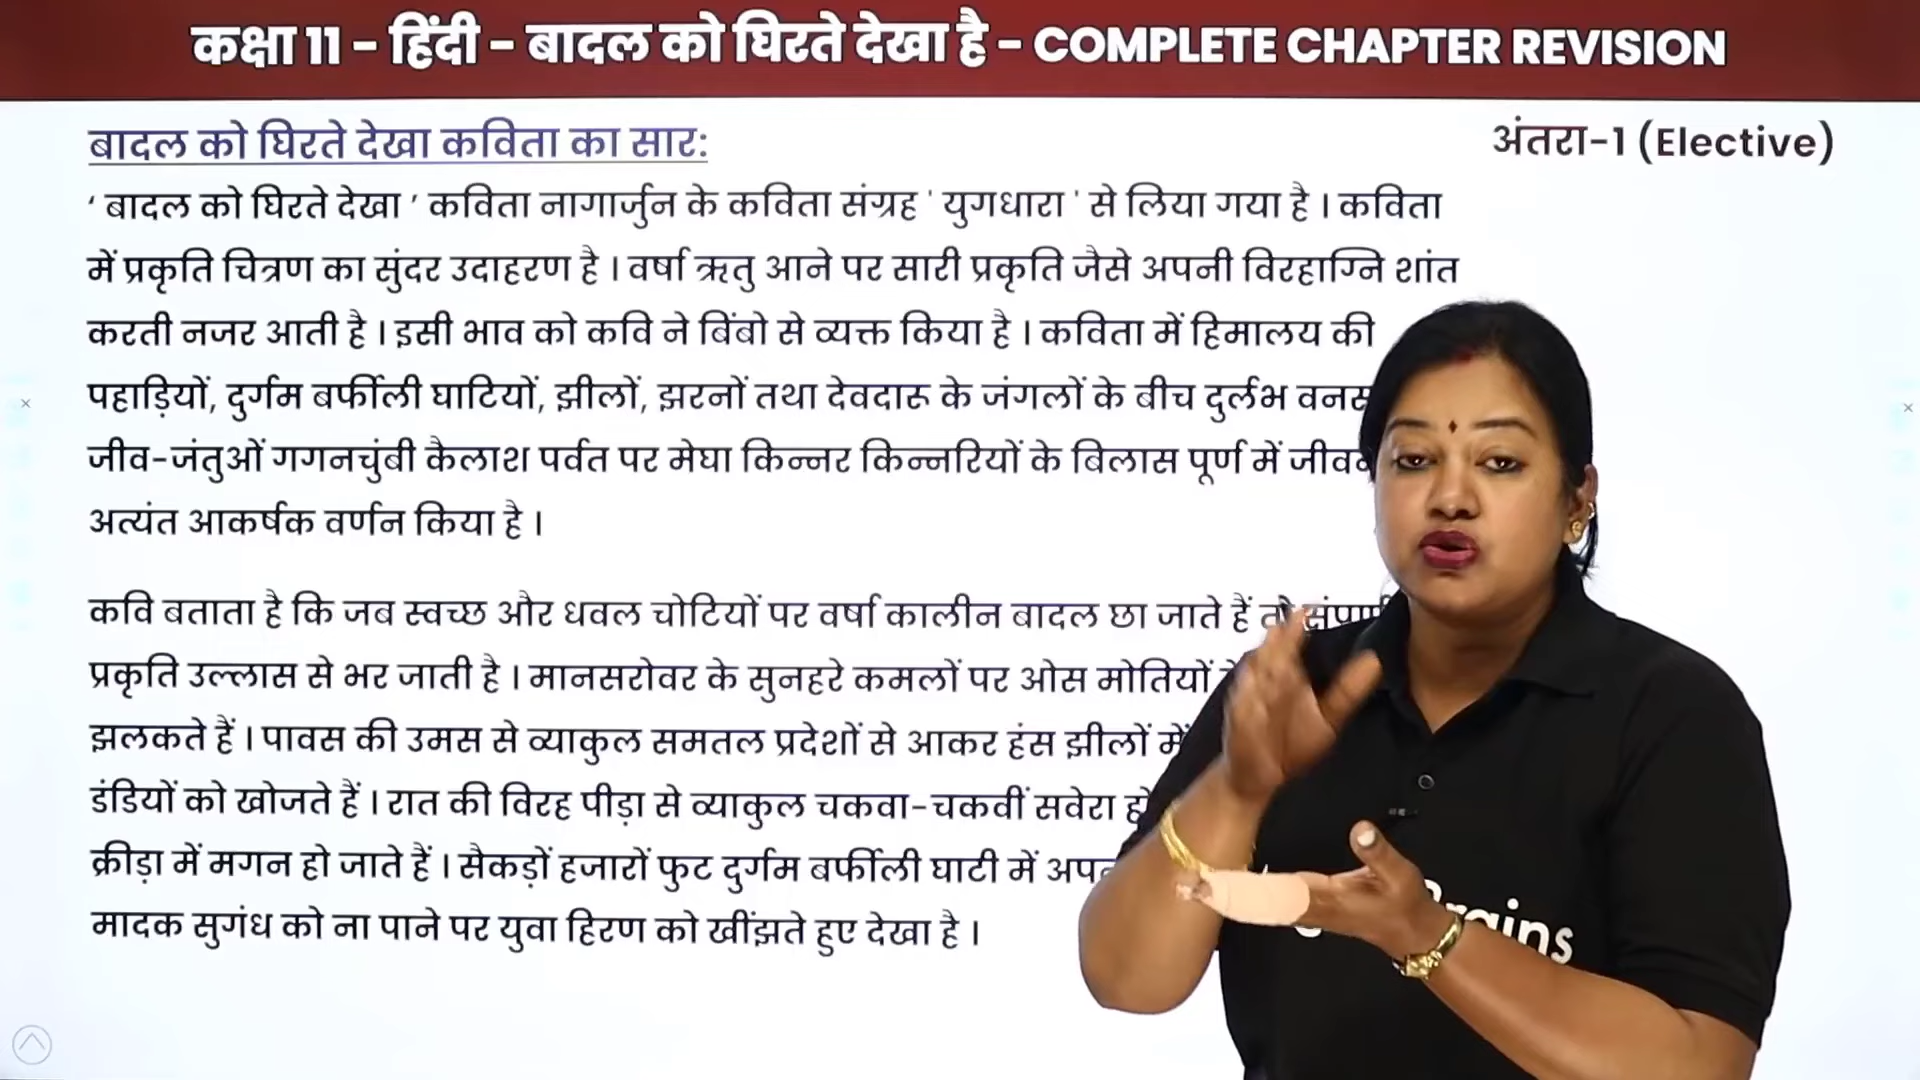 कक्षा 11 - हिंदी - बादल को घिरते देखा है - COMPLETE CHAPTER REVISION
बादल को घिरते देखा कविता का सार:
अंतरा-1 (Elective)
' बादल को घिरते देखा ' कविता नागार्जुन के कविता संग्रह ' युगधारा ' से लिया गया है । कविता
में प्रकृति चित्रण का सुंदर उदाहरण है । वर्षा ऋतु आने पर सारी प्रकृति जैसे अपनी विरहाग्नि शांत
करती नजर आती है । इसी भाव को कवि ने बिंबो से व्यक्त किया है । कविता में हिमालय की
पहाड़ियों, दुर्गम बर्फीली घाटियों, झीलों, झरनों तथा देवदारू के जंगलों के बीच दुर्लभ
जीव-जंतुओं गगनचुंबी कैलाश पर्वत पर मेघा किन्नर किन्नरियों के बिलास पूर्ण में
अत्यंत आकर्षक वर्णन किया है ।
कवि बताता है कि जब स्वच्छ और धवल चोटियों पर वर्षा कालीन बादल छा जाते हैं
प्रकृति उल्लास से भर जाती है । मानसरोवर के सुनहरे कमलों पर ओस मोतियों
झलकते हैं । पावस की उमस से व्याकुल समतल प्रदेशों से आकर हंस झीलों में
डंडियों को खोजते हैं । रात की विरह पीड़ा से व्याकुल चकवा-चकवीं सवेरा
क्रीड़ा में मगन हो जाते हैं । सैकड़ों हजारों फुट दुर्गम बर्फीली घाटी में
मादक सुगंध को ना पाने पर युवा हिरण को खींझते हुए देखा है ।